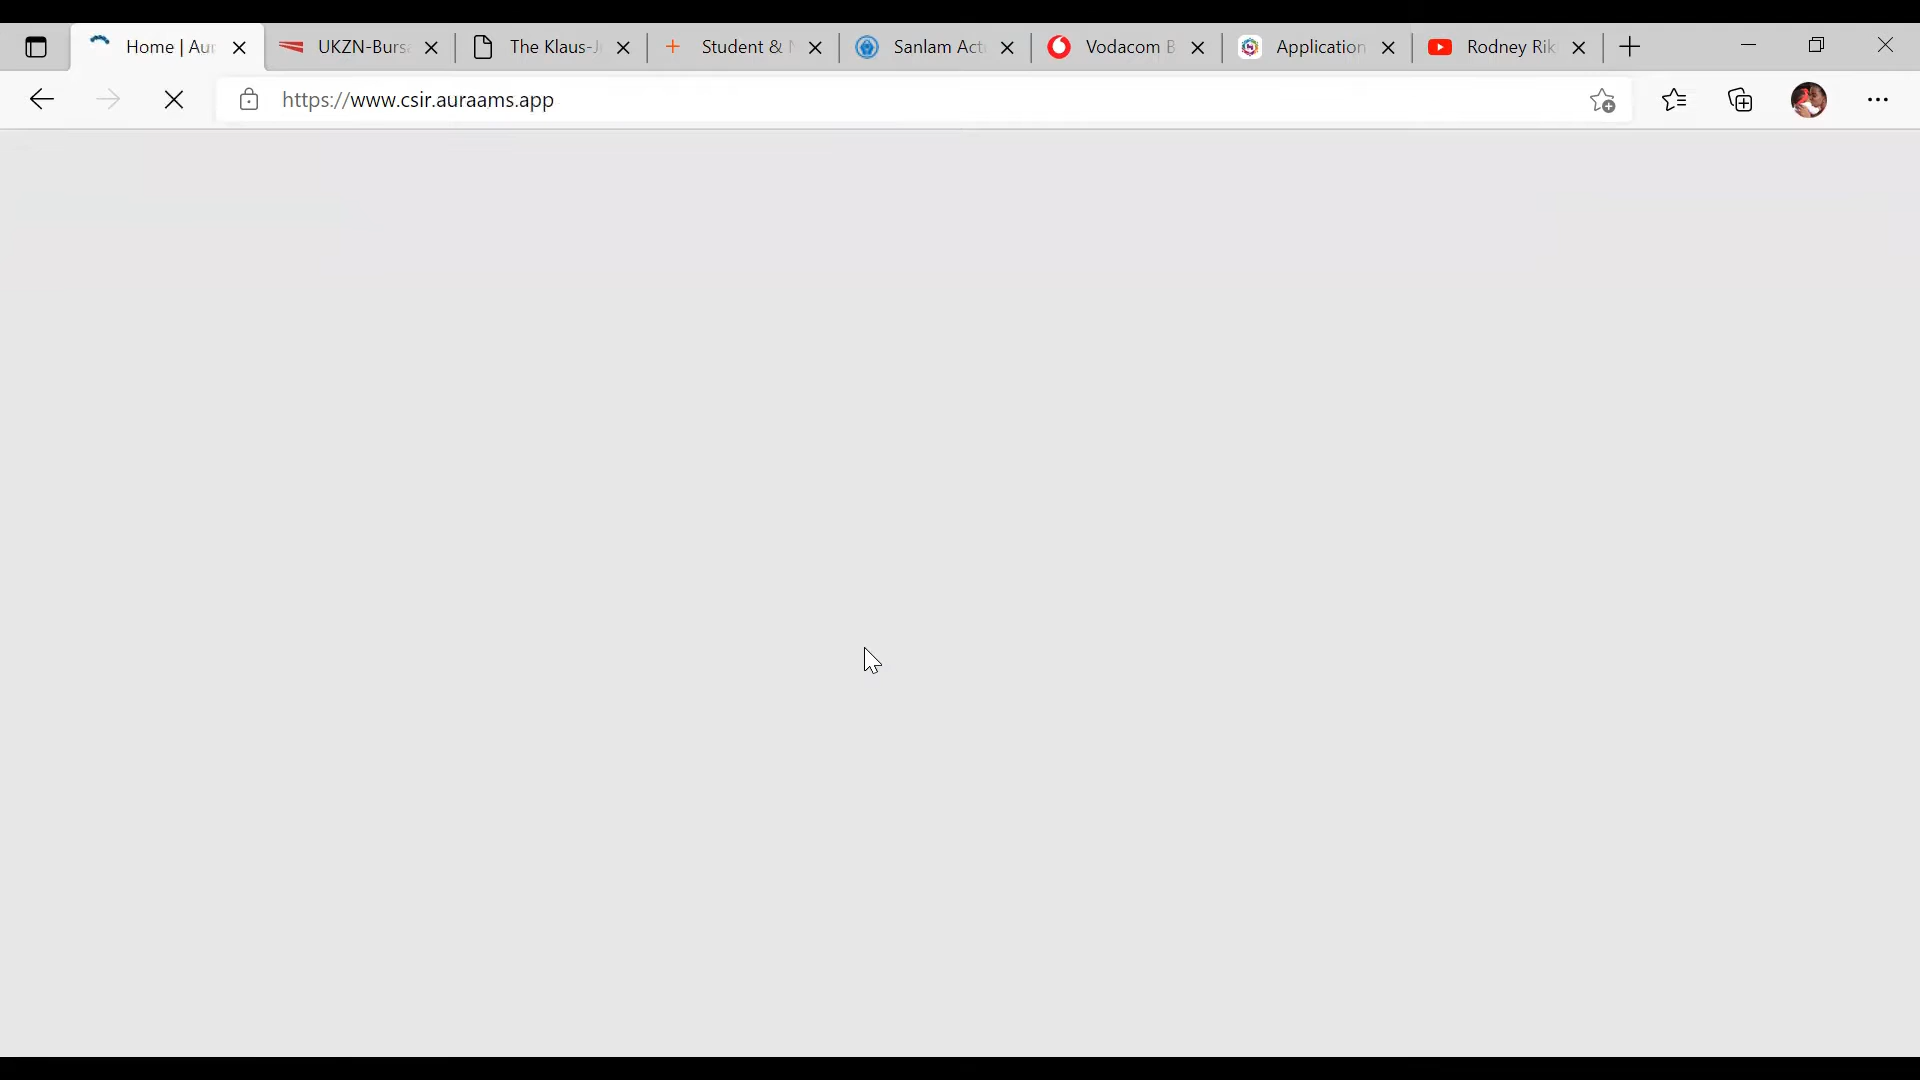 Home | Au
UKZN-Burs
The Klaus-J
Student &
Sanlam Act
Vodacom B
Application
Rodney Rik
https://www.csir.auraams.app